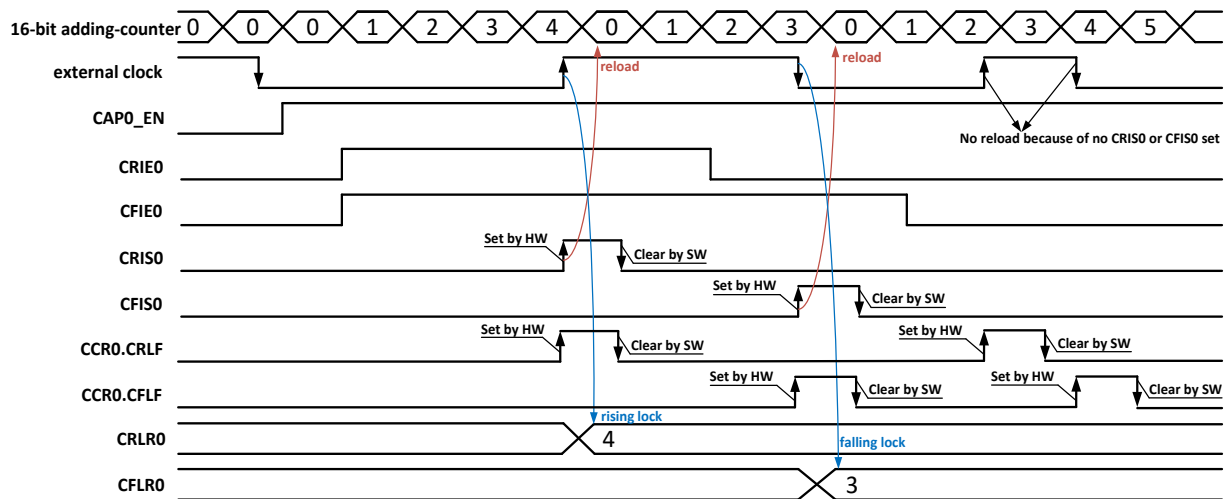 16-bit adding-counter 0 0 0 1 2 3 4 0 1 2 3 0 1 2 3 4 5
external clock
reload
reload
CAP0_EN
No reload because of no CRIS0 or CFIS0 set
CRIE0
CFIE0
CRIS0
Set by HW
Clear by SW
CFIS0
Set by HW
Clear by SW
CCR0.CRLF
Set by HW
Clear by SW
Set by HW
Clear by SW
CCR0.CFLF
Set by HW
Clear by SW
Set by HW
Clear by SW
rising lock
CRLR0
4
falling lock
CFLR0
3